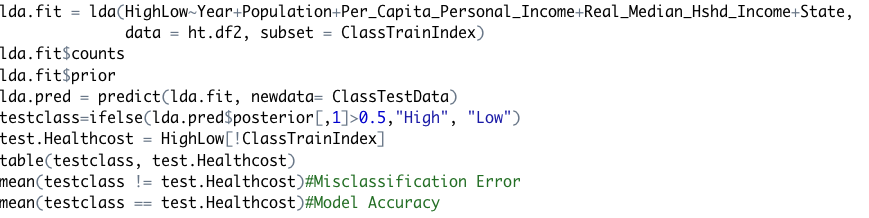 lda.fit = lda(HighLow~Year+Population+Per_Capita_Personal_Income+Real_Median_Hshd_Income+State,
data = ht.df2, subset = ClassTrainIndex)
lda.fit$counts
lda.fit$prior
lda.pred = predict(lda.fit, newdata= ClassTestData)
testclass=ifelse(lda.pred$posterior[,1]>0.5,"High", "Low")
test.Healthcost = HighLow[!ClassTrainIndex]
table(testclass, test.Healthcost)
mean(testclass != test.Healthcost)#Misclassification Error
mean(testclass == test.Healthcost)#Model Accuracy